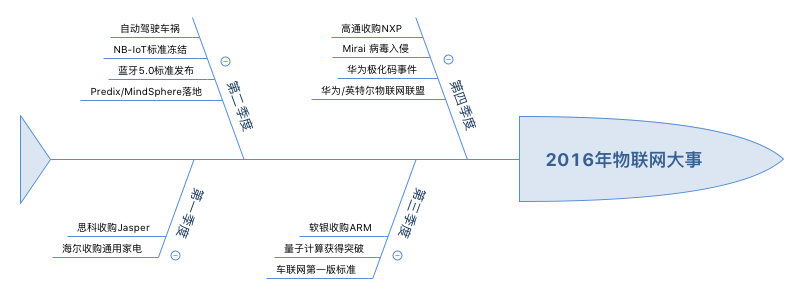 自动驾驶车祸
NB-IoT标准冻结
蓝牙5.0标准发布
Predix/MindSphere落地
第二季度
高通收购NXP
Mirai 病毒入侵
华为极化码事件
华为/英特尔物联网联盟
第四季度
2016年物联网大事
第一季度
思科收购Jasper
海尔收购通用家电
第三季度
软银收购ARM
量子计算获得突破
车联网第一版标准